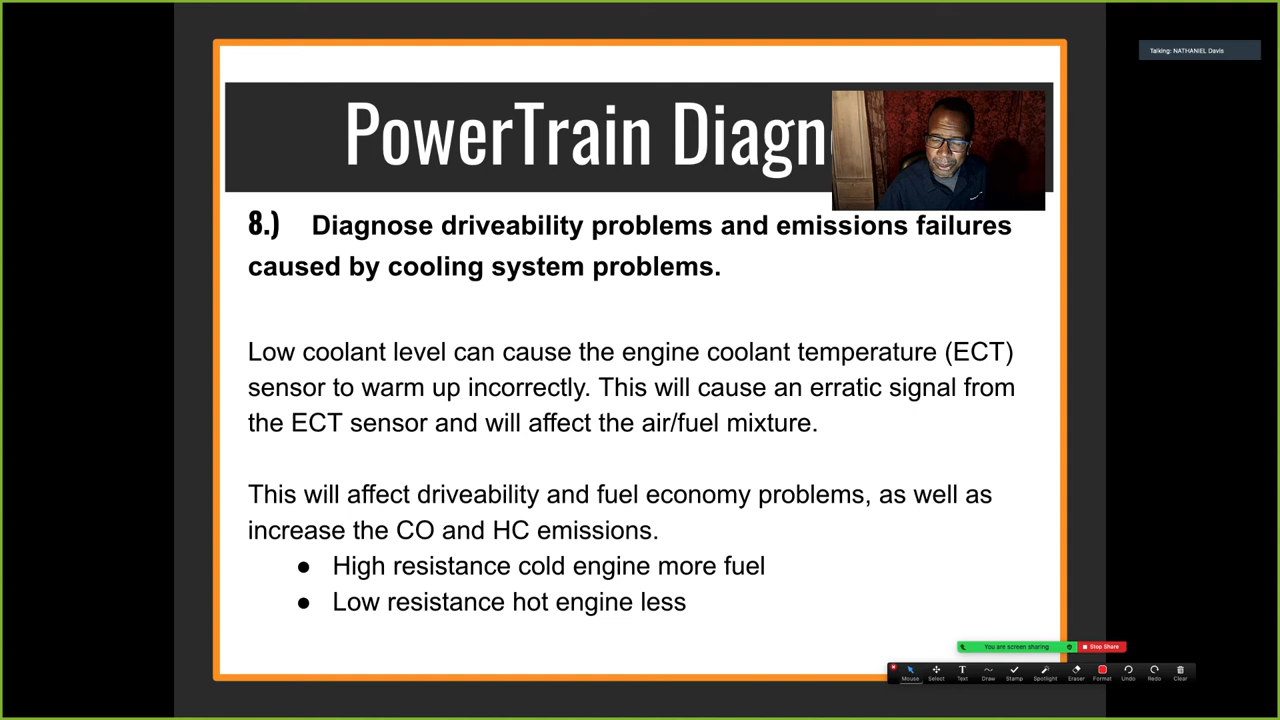 Talking: NATHANIEL Davis
PowerTrain Diagn
8.) Diagnose driveability problems and emissions failures
caused by cooling system problems.
Low coolant level can cause the engine coolant temperature (ECT)
sensor to warm up incorrectly. This will cause an erratic signal from
the ECT sensor and will affect the air/fuel mixture.
This will affect driveability and fuel economy problems, as well as
increase the CO and HC emissions.
● High resistance cold engine more fuel
● Low resistance hot engine less
You are screen sharing Stop Share
Mouse Select Text Draw Stamp Spotlight Eraser Format Undo Redo Clear